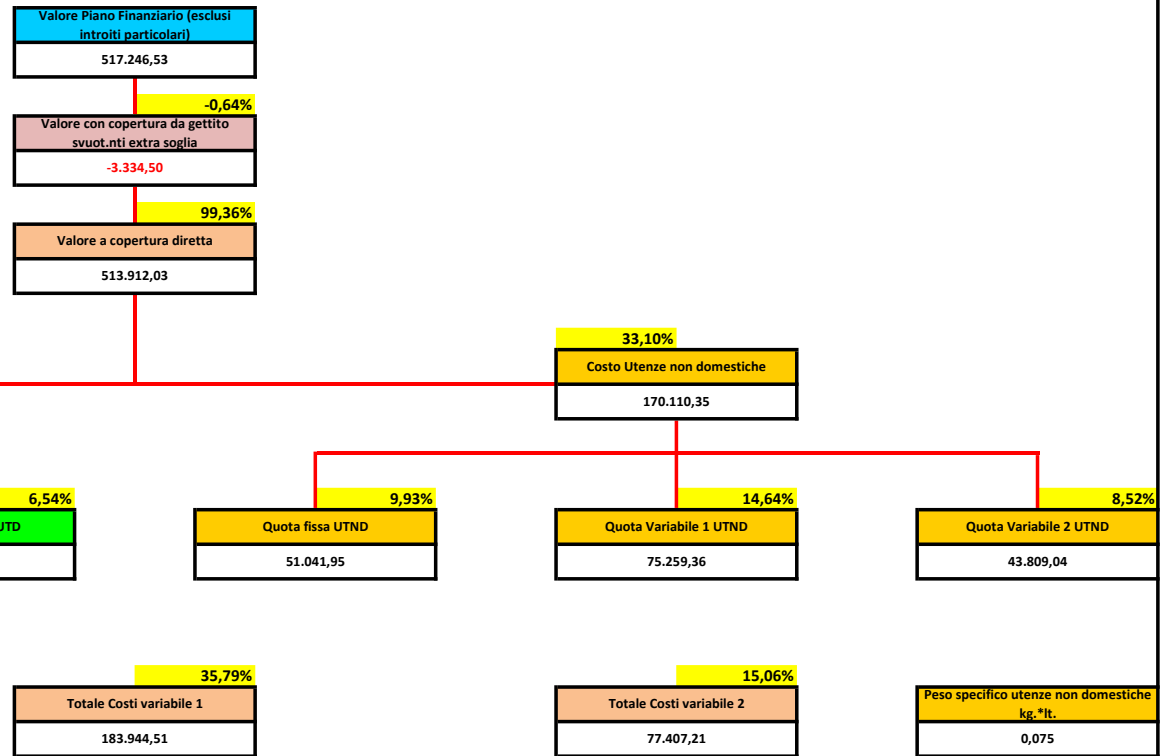 Valore Piano Finanziario (esclusi
introiti particolari)
517.246,53
-0,64%
Valore con copertura da gettito
svuot.nti extra soglia
-3.334,50
99,36%
Valore a copertura diretta
513.912,03
33,10%
Costo Utenze non domestiche
170.110,35
6,54%
UTD
9,93%
Quota fissa UTND
51.041,95
14,64%
Quota Variabile 1 UTND
75.259,36
8,52%
Quota Variabile 2 UTND
43.809,04
35,79%
Totale Costi variabile 1
183.944,51
15,06%
Totale Costi variabile 2
77.407,21
Peso specifico utenze non domestiche
kg.*lt.
0,075